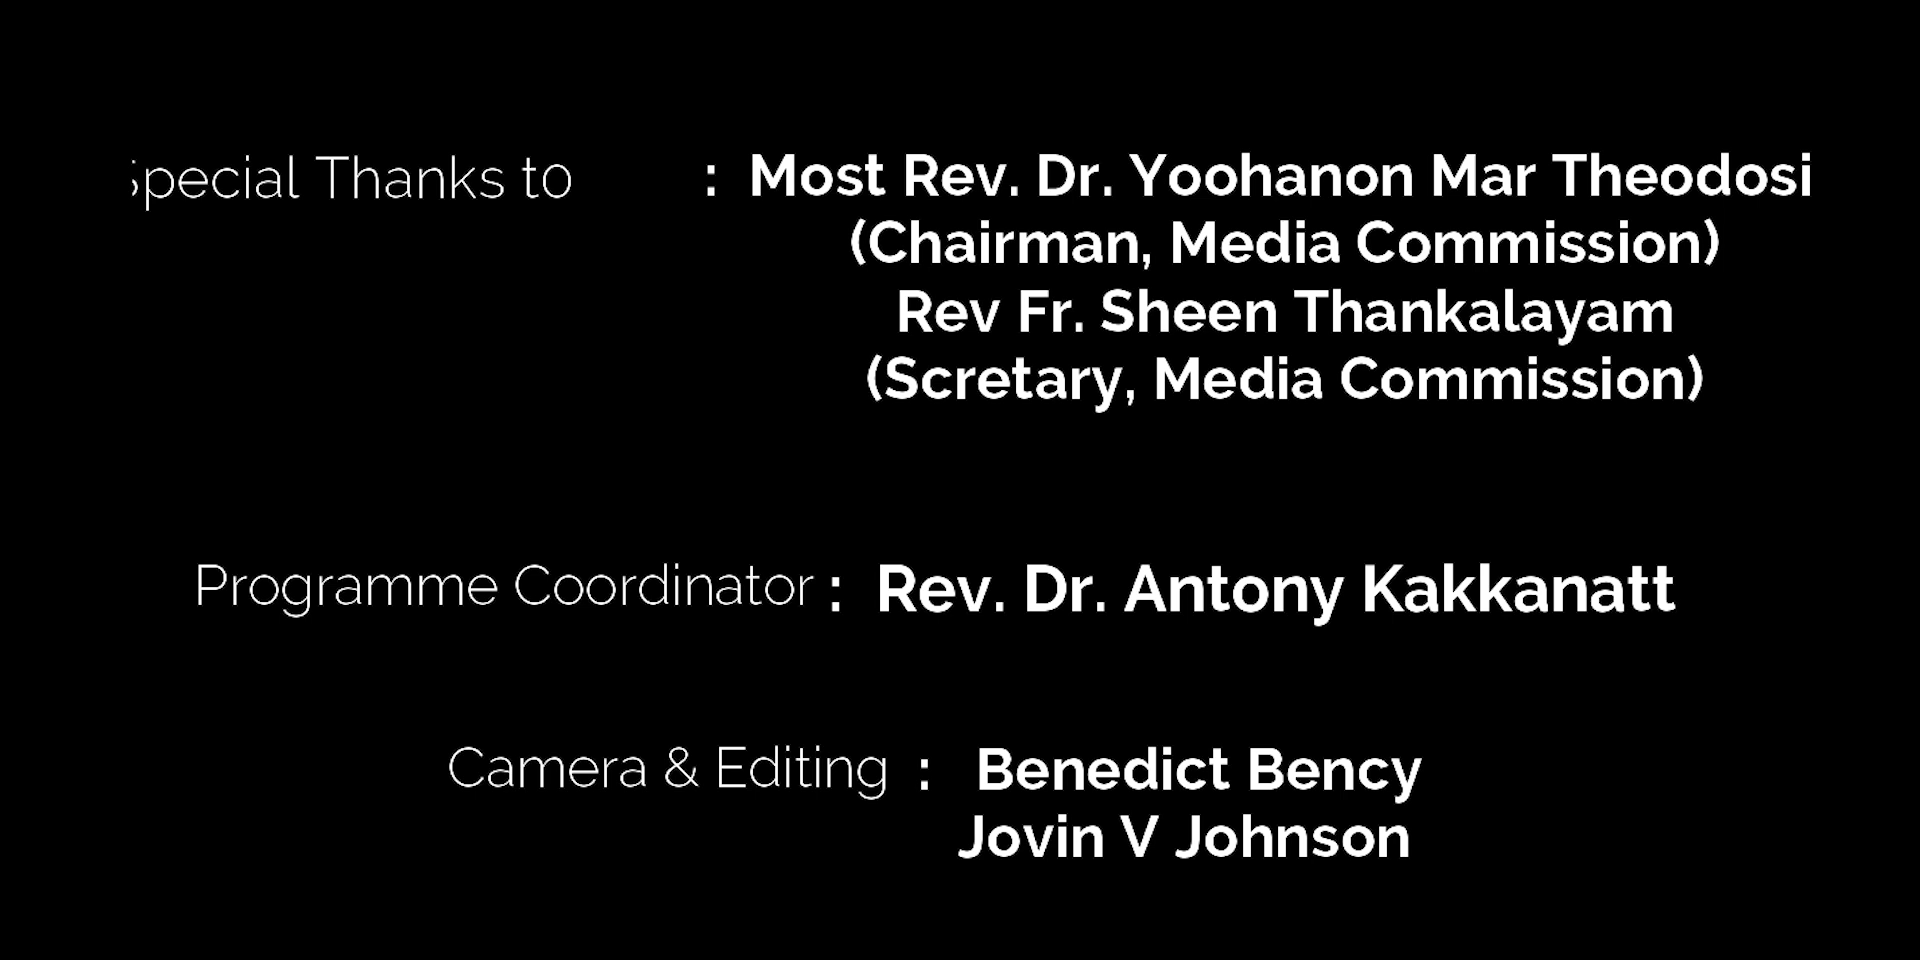 Special Thanks to : Most Rev. Dr. Yoohanon Mar Theodosi
(Chairman, Media Commission)
Rev Fr. Sheen Thankalayam
(Scretary, Media Commission)
Programme Coordinator : Rev. Dr. Antony Kakkanatt
Camera & Editing : Benedict Bency
Jovin V Johnson